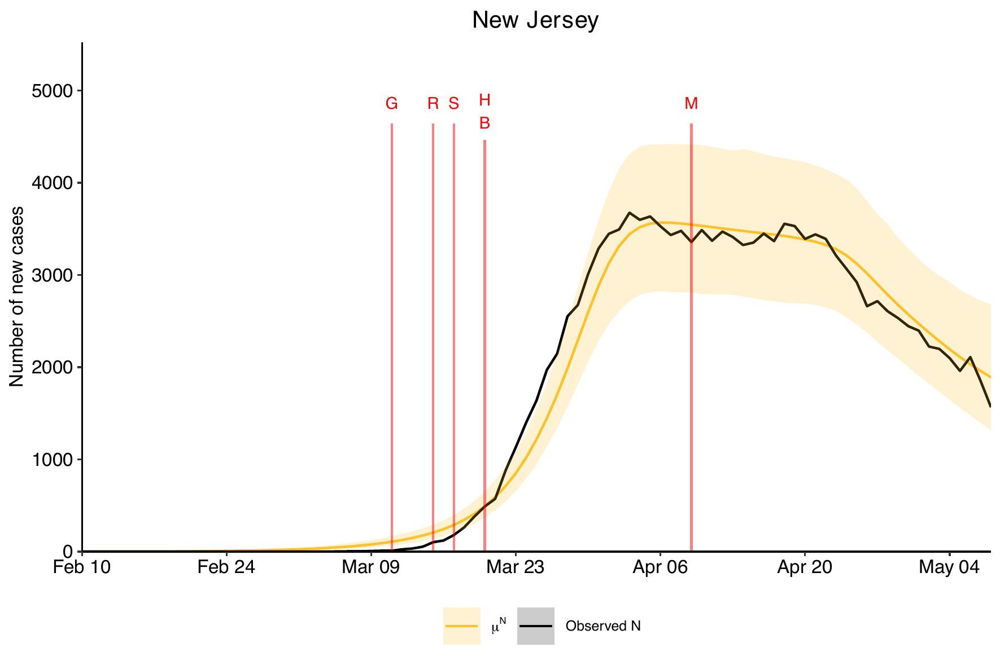 New Jersey
5000
4000
3000
2000
1000
0
Number of new cases
G R S H
B
M
Feb 10 Feb 24 Mar 09 Mar 23 Apr 06 Apr 20 May 04
μN Observed N